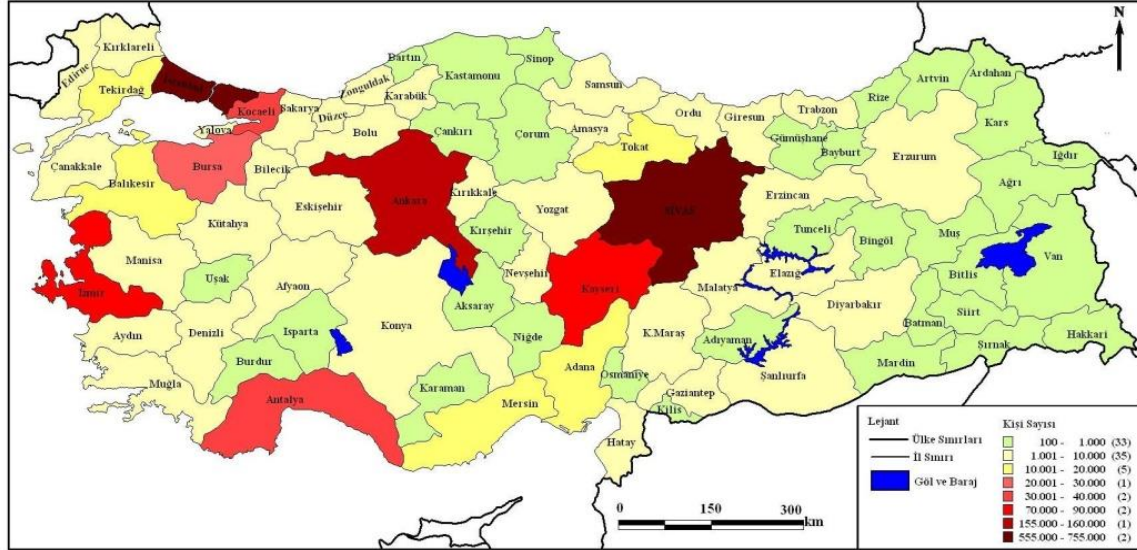 N
Kırklareli
Edirne
Tekirdağ
İstanbul
Kocaeli
Sakarya
Yalova
Düzce
Zonguldak
Bartın
Karabük
Kastamonu
Sinop
Samsun
Bolu
Çankırı
Çorum
Amasya
Ordu
Giresun
Trabzon
Rize
Artvin
Ardahan
Kars
Iğdır
Tokat
Gümüşhane
Bayburt
Erzurum
Ağrı
Çanakkale
Balıkesir
Bursa
Bilecik
Eskişehir
Ankara
Kırıkkale
Yozgat
SİVAS
Erzincan
Kütahya
Kırşehir
Tunceli
Bingöl
Muş
Van
Manisa
Uşak
Afyon
Nevşehir
Kayseri
Malatya
Elazığ
Bitlis
İzmir
Aksaray
Diyarbakır
Batman
Siirt
Aydın
Denizli
Isparta
Konya
Niğde
K.Maraş
Adıyaman
Mardin
Şırnak
Hakkari
Burdur
Muğla
Antalya
Karaman
Mersin
Adana
Osmaniye
Gaziantep
Şanlıurfa
Kilis
Hatay
0 150 300
km
Lejant
Ülke Sınırları
İl Sınırı
Göl ve Baraj
Kişi Sayısı
100 - 1.000 (33)
1.001 - 10.000 (35)
10.001 - 20.000 (5)
20.001 - 30.000 (1)
30.001 - 40.000 (2)
70.000 - 90.000 (2)
155.000 - 160.000 (1)
555.000 - 755.000 (2)